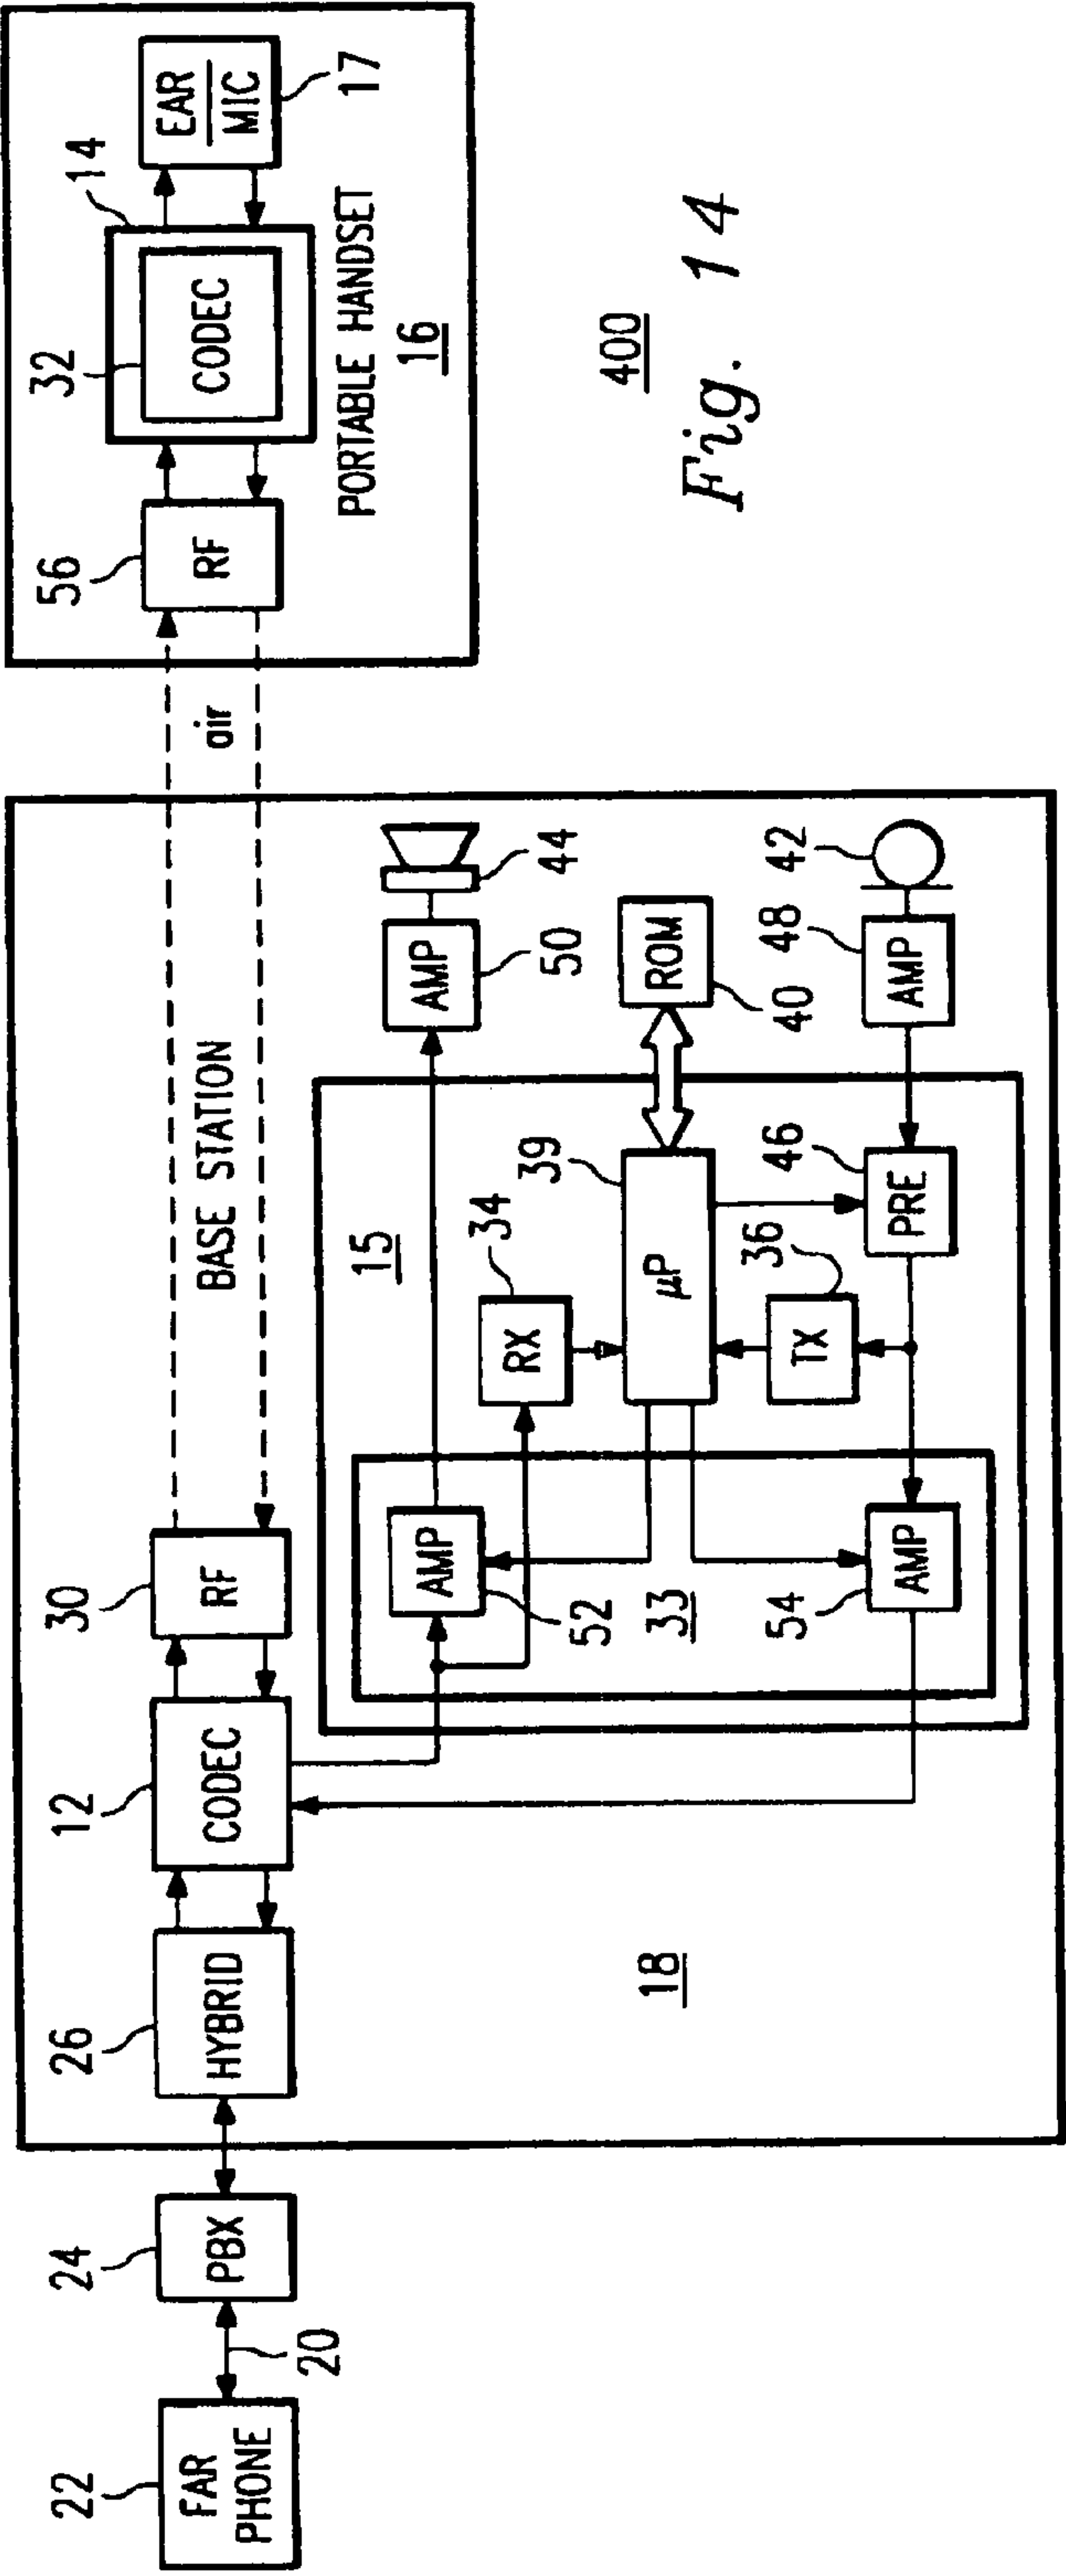 22
FAR
PHONE
20
24
PBX
26
HYBRID
12
CODEC
30
RF
BASE STATION
air
56
RF
32
CODEC
14
EAR
MIC
17
PORTABLE HANDSET
16
18
15
AMP
52
33
54
AMP
34
RX
39
µP
36
TX
46
PRE
AMP
50
44
ROM
40
48
AMP
42
400
Fig. 14